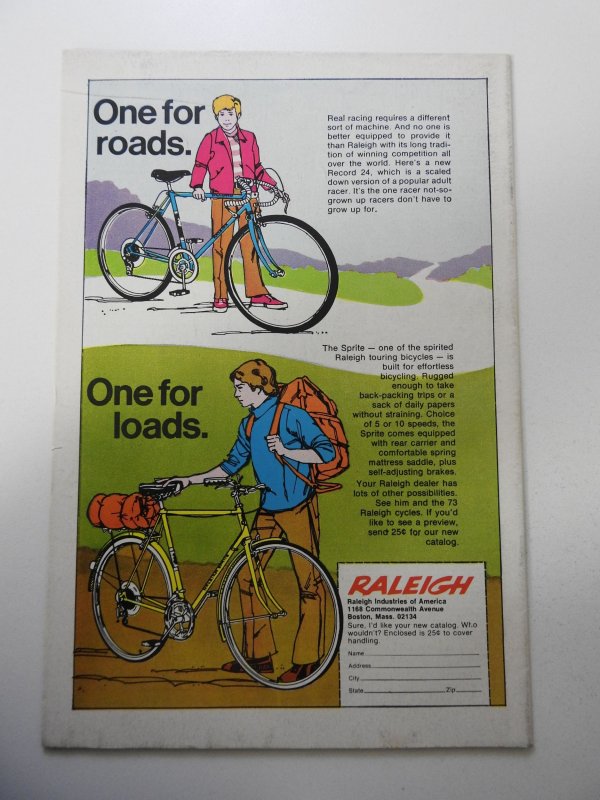 One for
roads.
Real racing requires a different
sort of machine. And no one is
better equipped to provide it
than Raleigh with its long tradi-
tion of winning competition all
over the world. Here's a new
Record 24, which is a scaled
down version of a popular adult
racer. It's the one racer not-so-
grown up racers don't have to
grow up for.
The Sprite — one of the spirited
Raleigh touring bicycles — is
built for effortless
bicycling. Rugged
enough to take
back-packing trips or a
sack of daily papers
without straining. Choice
of 5 or 10 speeds, the
Sprite comes equipped
with rear carrier and
comfortable spring
mattress saddle, plus
self-adjusting brakes.
Your Raleigh dealer has
lots of other possibilities.
See him and the 73
Raleigh cycles. If you'd
like to see a preview,
send 25¢ for our new
catalog.
One for
loads.
RALEIGH
Raleigh Industries of America
1168 Commonwealth Avenue
Boston, Mass. 02134
Sure, I'd like your new catalog. Who
wouldn't? Enclosed is 25¢ to cover
handling.
Name
Address
City
State Zip